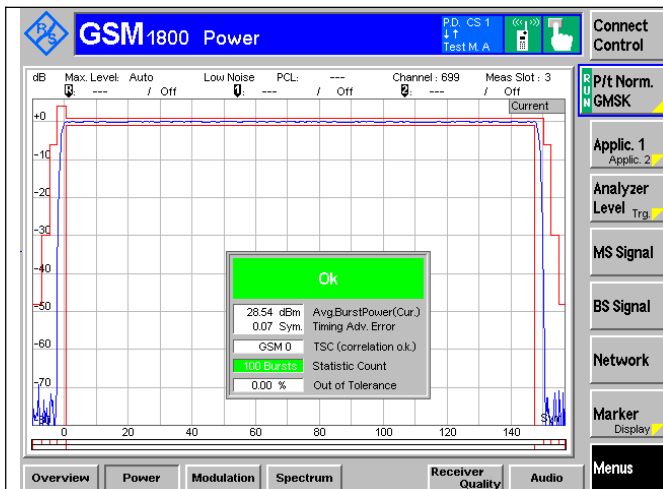 R&S
GSM 1800 Power
P.D. CS 1
Test M. A
Connect Control
dB Max. Level: Auto Low Noise PCL: --- Channel : 699 Meas Slot : 3
R: --- / Off 1: --- / Off 2: --- / Off
Current
RUN
P/t Norm. GMSK
Applic. 1
Applic. 2
Analyzer Level Trg.
MS Signal
BS Signal
Network
Marker
Display
Menus
+0
-10
-20
-30
-40
-50
-60
-70
Ok
28.54 dBm Avg.BurstPower(Cur.)
0.07 Sym. Timing Adv. Error
GSM 0 TSC (correlation o.k.)
100 Bursts Statistic Count
0.00 % Out of Tolerance
0 20 40 60 80 100 120 140
Overview Power Modulation Spectrum Receiver Quality Audio